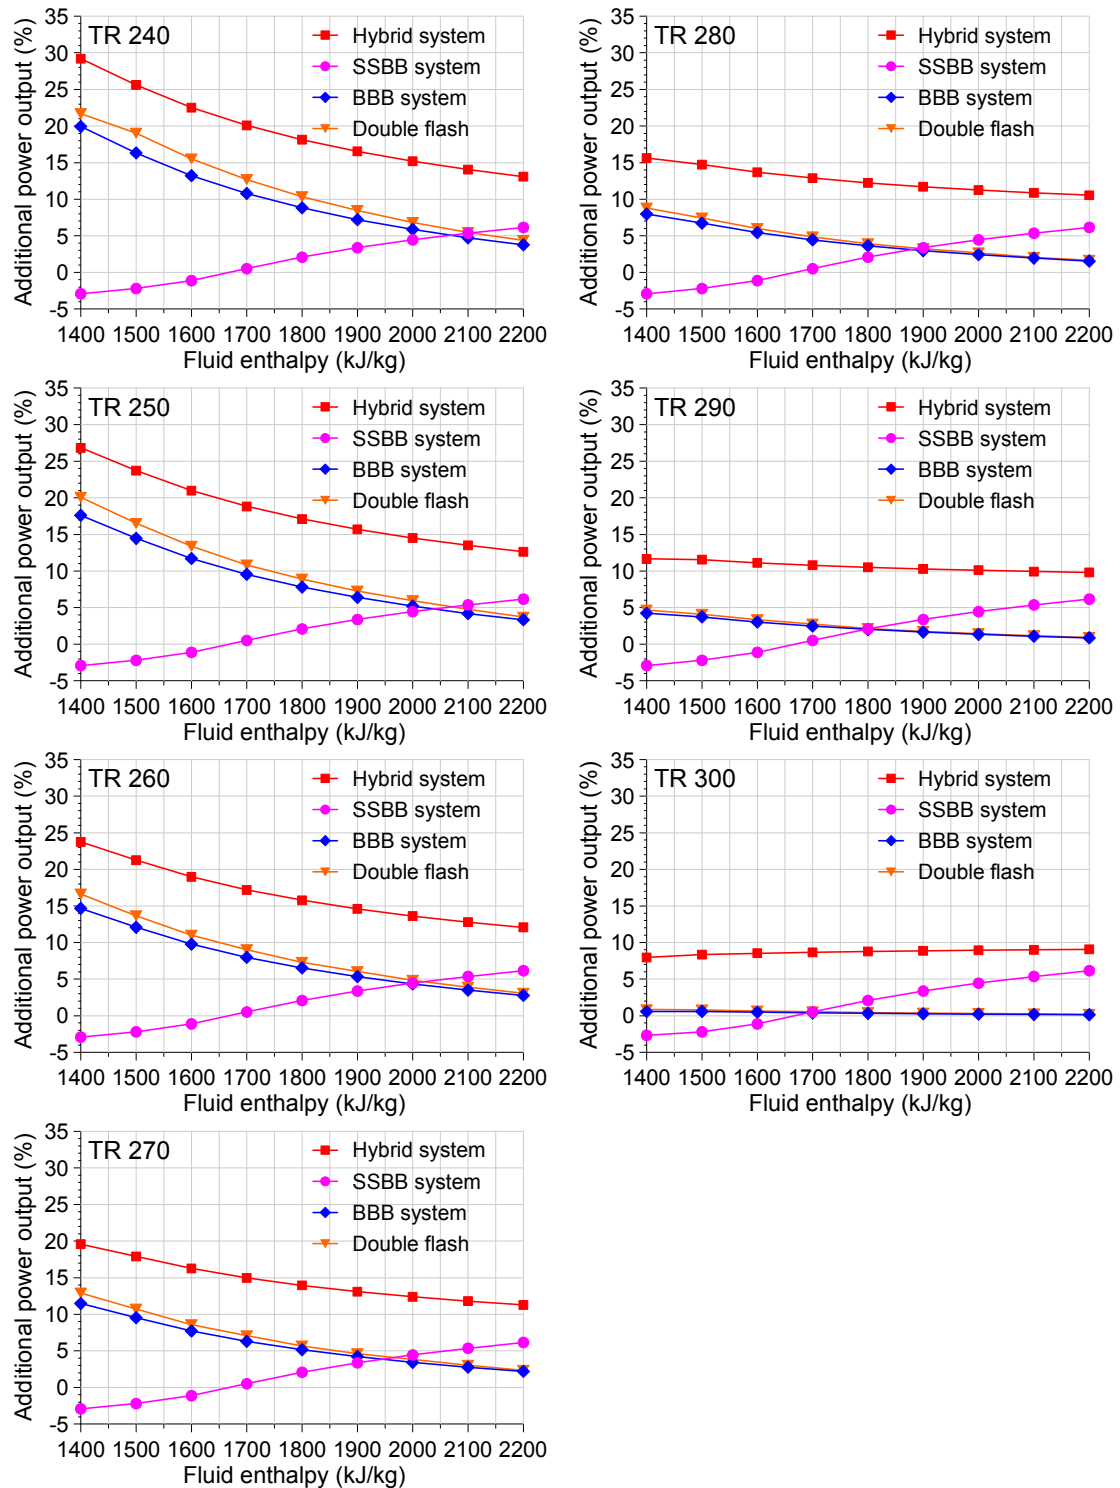 TR 240
Additional power output (%)
35
30
25
20
15
10
5
0
-5
Hybrid system
SSBB system
BBB system
Double flash
1400 1500 1600 1700 1800 1900 2000 2100 2200
Fluid enthalpy (kJ/kg)
TR 280
Additional power output (%)
35
30
25
20
15
10
5
0
-5
Hybrid system
SSBB system
BBB system
Double flash
1400 1500 1600 1700 1800 1900 2000 2100 2200
Fluid enthalpy (kJ/kg)
TR 250
Additional power output (%)
35
30
25
20
15
10
5
0
-5
Hybrid system
SSBB system
BBB system
Double flash
1400 1500 1600 1700 1800 1900 2000 2100 2200
Fluid enthalpy (kJ/kg)
TR 290
Additional power output (%)
35
30
25
20
15
10
5
0
-5
Hybrid system
SSBB system
BBB system
Double flash
1400 1500 1600 1700 1800 1900 2000 2100 2200
Fluid enthalpy (kJ/kg)
TR 260
Additional power output (%)
35
30
25
20
15
10
5
0
-5
Hybrid system
SSBB system
BBB system
Double flash
1400 1500 1600 1700 1800 1900 2000 2100 2200
Fluid enthalpy (kJ/kg)
TR 300
Additional power output (%)
35
30
25
20
15
10
5
0
-5
Hybrid system
SSBB system
BBB system
Double flash
1400 1500 1600 1700 1800 1900 2000 2100 2200
Fluid enthalpy (kJ/kg)
TR 270
Additional power output (%)
35
30
25
20
15
10
5
0
-5
Hybrid system
SSBB system
BBB system
Double flash
1400 1500 1600 1700 1800 1900 2000 2100 2200
Fluid enthalpy (kJ/kg)